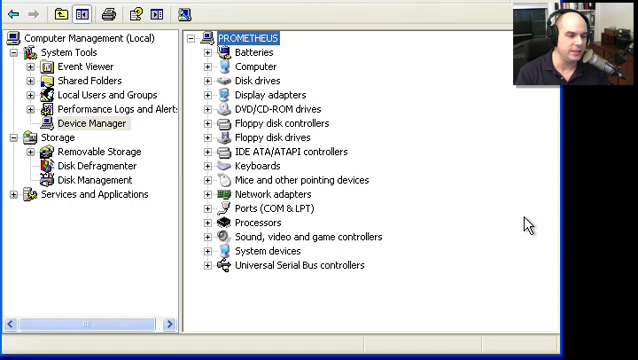 Computer Management (Local)
System Tools
Event Viewer
Shared Folders
Local Users and Groups
Performance Logs and Alerts
Device Manager
Storage
Removable Storage
Disk Defragmenter
Disk Management
Services and Applications
PROMETHEUS
Batteries
Computer
Disk drives
Display adapters
DVD/CD-ROM drives
Floppy disk controllers
Floppy disk drives
IDE ATA/ATAPI controllers
Keyboards
Mice and other pointing devices
Network adapters
Ports (COM & LPT)
Processors
Sound, video and game controllers
System devices
Universal Serial Bus controllers